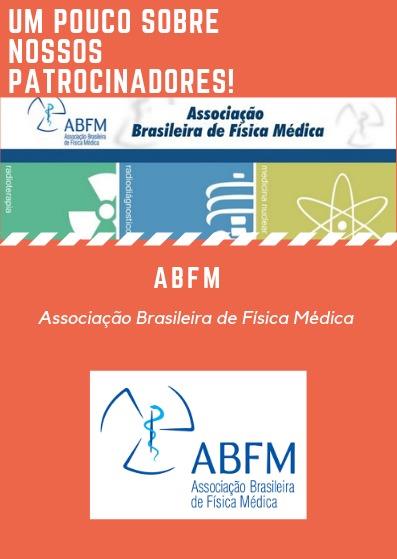 UM POUCO SOBRE
NOSSOS
PATROCINADORES!
ABFM
Associação Brasileira
de Física Médica
Associação
Brasileira de Física Médica
radioterapia
radiodiagnostico
medicina nuclear
ABFM
Associação Brasileira de Física Médica
ABFM
Associação Brasileira
de Física Médica